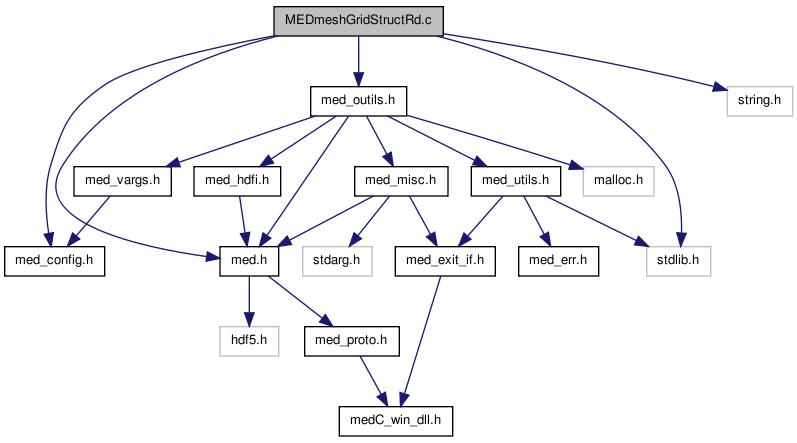 MEDmeshGridStructRd.c
med_outils.h
string.h
med_vargs.h
med_hdfi.h
med_misc.h
med_utils.h
malloc.h
med_config.h
med.h
stdarg.h
med_exit_if.h
med_err.h
stdlib.h
hdf5.h
med_proto.h
medC_win_dll.h